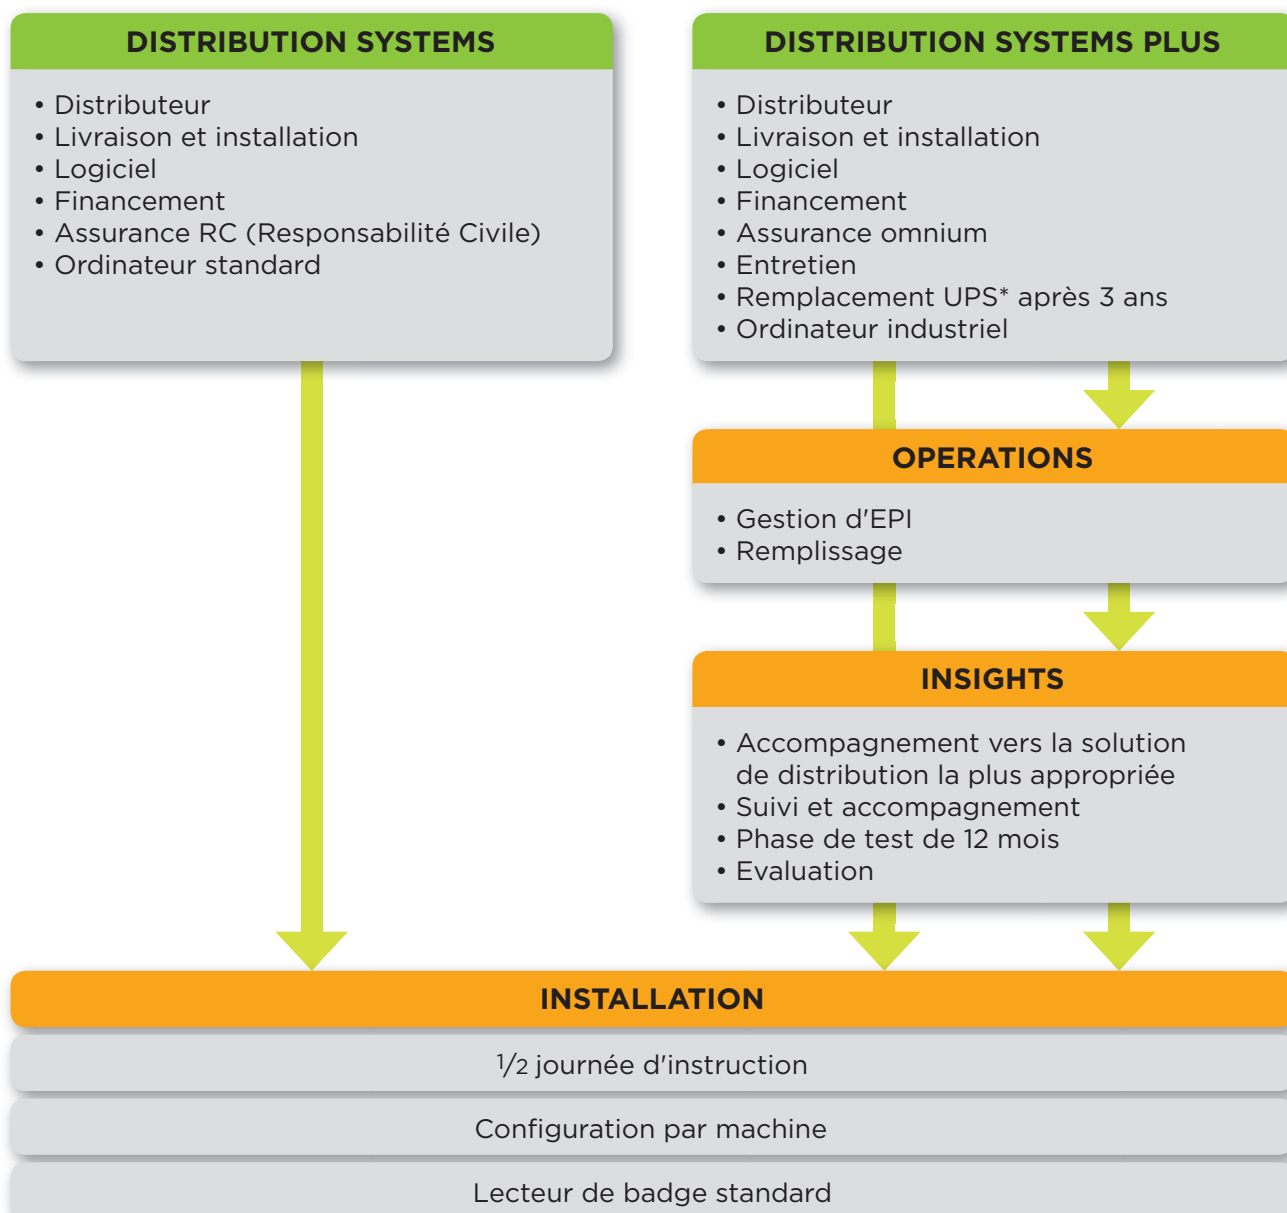 DISTRIBUTION SYSTEMS
• Distributeur
• Livraison et installation
• Logiciel
• Financement
• Assurance RC (Responsabilité Civile)
• Ordinateur standard
DISTRIBUTION SYSTEMS PLUS
• Distributeur
• Livraison et installation
• Logiciel
• Financement
• Assurance omnium
• Entretien
• Remplacement UPS* après 3 ans
• Ordinateur industriel
OPERATIONS
• Gestion d'EPI
• Remplissage
INSIGHTS
• Accompagnement vers la solution
de distribution la plus appropriée
• Suivi et accompagnement
• Phase de test de 12 mois
• Evaluation
INSTALLATION
1/2 journée d'instruction
Configuration par machine
Lecteur de badge standard